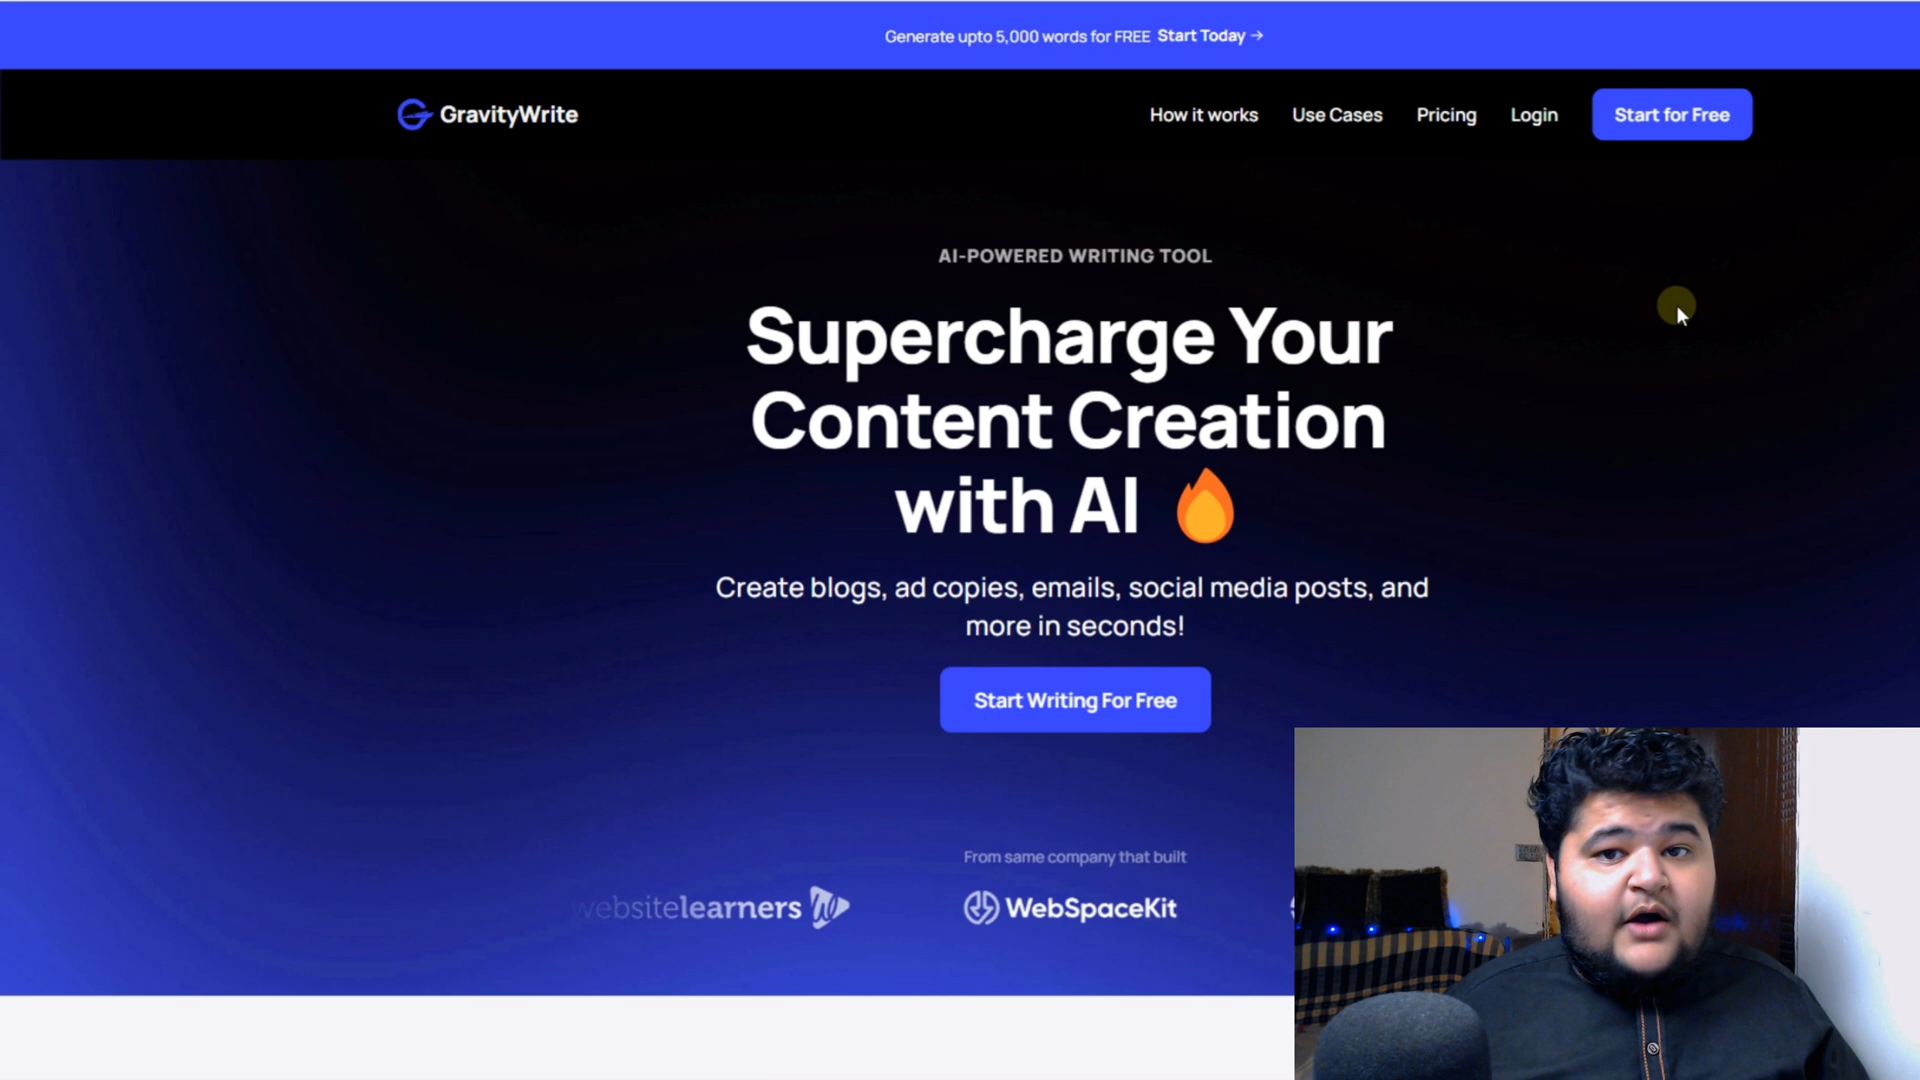 Generate upto 5,000 words for FREE Start Today →
GravityWrite
How it works Use Cases Pricing Login Start for Free
AI-POWERED WRITING TOOL
Supercharge Your
Content Creation
with AI 🔥
Create blogs, ad copies, emails, social media posts, and
more in seconds!
Start Writing For Free
From same company that built
websitelearners WebSpaceKit